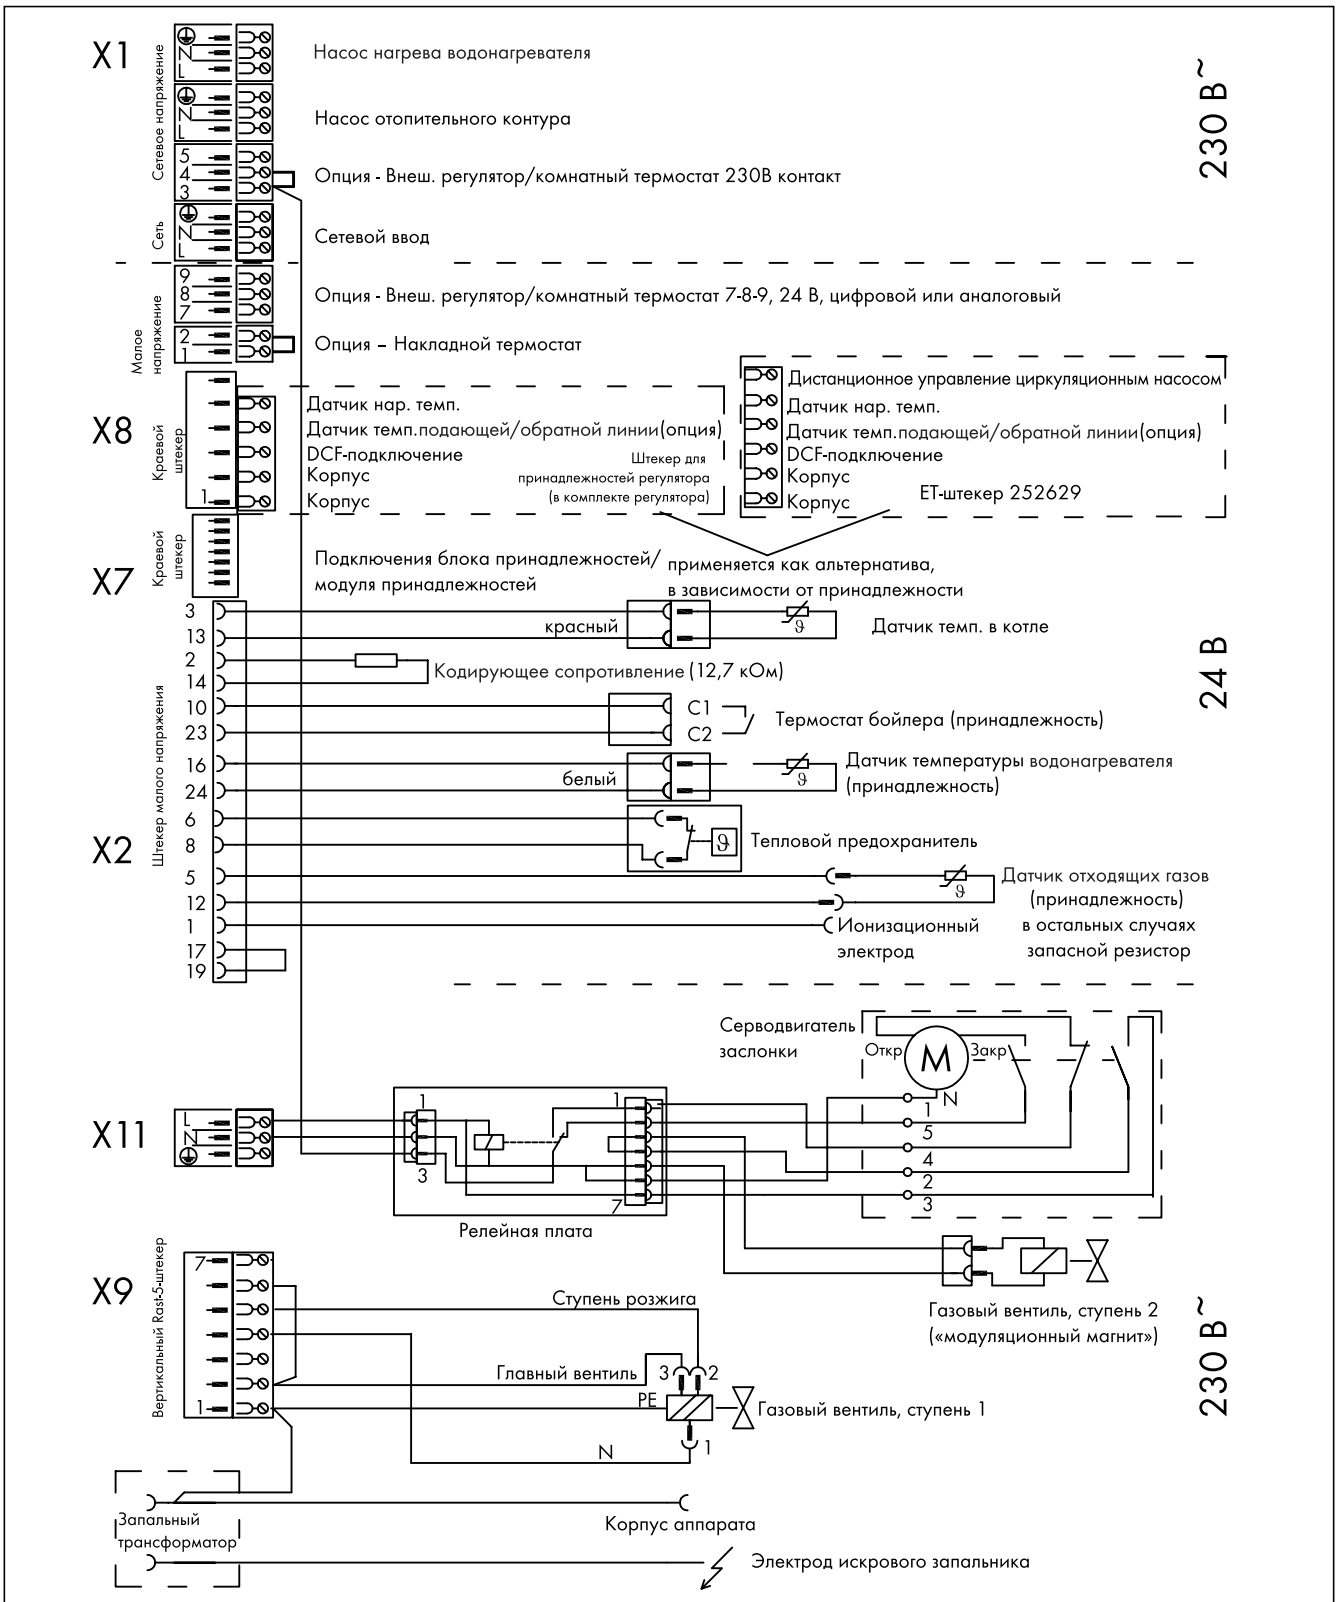 X1
Сетевое напряжение
N
L
Насос нагрева водонагревателя
230 В~
N
L
Насос отопительного контура
5
4
3
Опция - Внеш. регулятор/комнатный термостат 230В контакт
Сеть
N
L
Сетевой ввод
Малое
напряжение
9
8
7
Опция - Внеш. регулятор/комнатный термостат 7-8-9, 24 В, цифровой или аналоговый
2
1
Опция – Накладной термостат
X8
Краевой
штекер
1
Датчик нар. темп.
Датчик темп.подающей/обратной линии(опция)
DCF-подключение
Корпус
Корпус
Штекер для
принадлежностей регулятора
(в комплекте регулятора)
Дистанционное управление циркуляционным насосом
Датчик нар. темп.
Датчик темп.подающей/обратной линии(опция)
DCF-подключение
Корпус
Корпус
ET-штекер 252629
X7
Краевой
штекер
Подключения блока принадлежностей/
модуля принадлежностей
применяется как альтернатива,
в зависимости от принадлежности
24 В
X2
Штекер малого напряжения
3
13
красный
ϑ
Датчик темп. в котле
2
14
Кодирующее сопротивление (12,7 кОм)
10
23
C1
C2
Термостат бойлера (принадлежность)
16
24
белый
ϑ
Датчик температуры водонагревателя
(принадлежность)
6
8
ϑ
Тепловой предохранитель
5
12
ϑ
Датчик отходящих газов
(принадлежность)
в остальных случаях
запасной резистор
1
Ионизационный
электрод
17
19
Серводвигатель
заслонки
Откр
M
Закр
N
1
5
4
2
3
X11
L
N
1
3
1
7
Релейная плата
Газовый вентиль, ступень 2
(«модуляционный магнит»)
230 В~
X9
Вертикальный Rast-5-штекер
7
1
Ступень розжига
Главный вентиль
3
2
PE
Газовый вентиль, ступень 1
N
1
Запальный
трансформатор
Корпус аппарата
Электрод искрового запальника